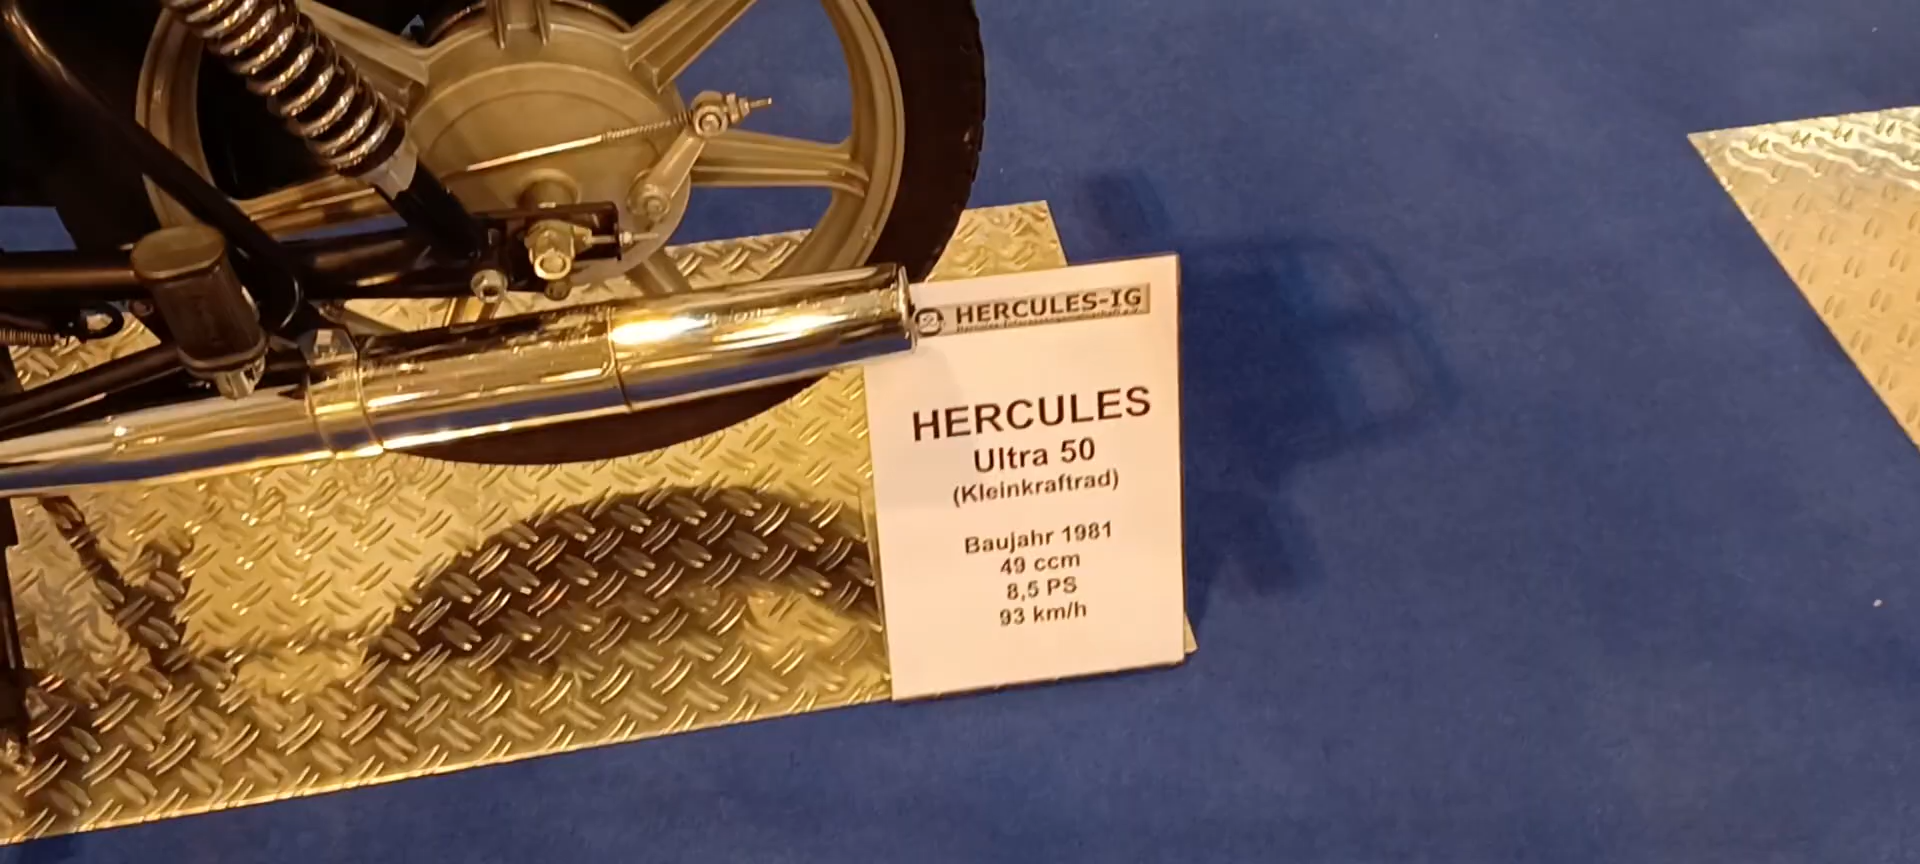 HERCULES-IG
HERCULES
Ultra 50
(Kleinkraftrad)
Baujahr 1981
49 ccm
8,5 PS
93 km/h